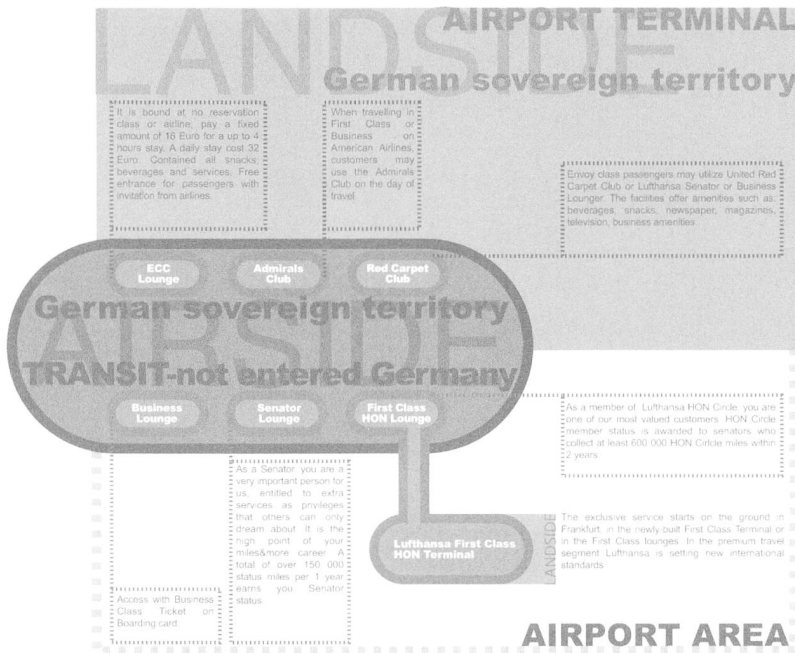 LANDSIDE
AIRPORT TERMINAL
German sovereign territory
It is bound at no reservation
class or airline, pay a fixed
amount of 16 Euro for a up to 4
hours stay. A daily stay cost 32
Euro. Contained all snacks,
beverages and services. Free
entrance for passengers with
invitation from airlines.
When travelling in
First Class or
Business on
American Airlines,
customers may
use the Admirals
Club on the day of
travel.
Envoy class passengers may utilize United Red
Carpet Club or Lufthansa Senator or Business
Lounger. The facilities offer amenities such as:
beverages, snacks, newspaper, magazines,
television, business amenities
ECC
Lounge
Admirals
Club
Red Carpet
Club
German sovereign territory
AIRSIDE
TRANSIT-not entered Germany
Business
Lounge
Senator
Lounge
First Class
HON Lounge
As a member of Lufthansa HON Circle, you are
one of our most valued customers. HON Circle
member status is awarded to senators who
collect at least 600 000 HON Cirlcle miles within
2 years
As a Senator, you are a
very important person for
us, entitled to extra
services, as privileges
that others can only
dream about. It is the
high point of your
miles&more career. A
total of over 150 000
status miles per 1 year
earns you Senator
status.
Lufthansa First Class
HON Terminal
LANDSIDE
The exclusive service starts on the ground in
Frankfurt, in the newly built First Class Terminal or
in the First Class lounges. In the premium travel
segment Lufthansa is setting new international
standards
Access with Business
Class Ticket on
Boarding card
AIRPORT AREA